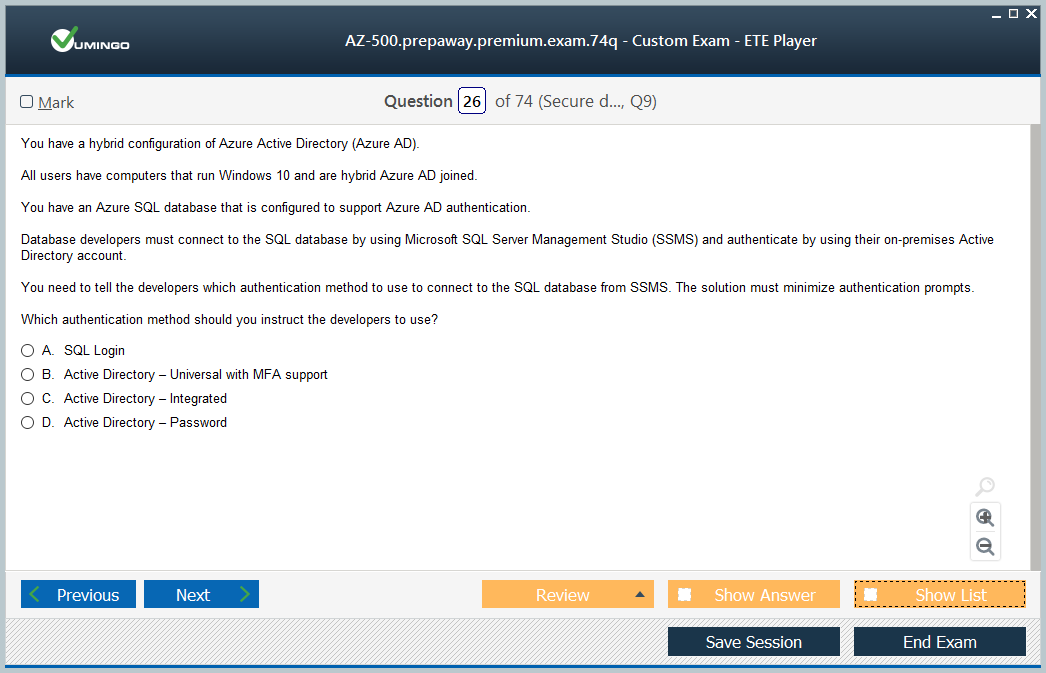 VUMINGO
AZ-500.prepaway.premium.exam.74q - Custom Exam - ETE Player
Mark
Question 26 of 74 (Secure d..., Q9)
You have a hybrid configuration of Azure Active Directory (Azure AD).
All users have computers that run Windows 10 and are hybrid Azure AD joined.
You have an Azure SQL database that is configured to support Azure AD authentication.
Database developers must connect to the SQL database by using Microsoft SQL Server Management Studio (SSMS) and authenticate by using their on-premises Active
Directory account.
You need to tell the developers which authentication method to use to connect to the SQL database from SSMS. The solution must minimize authentication prompts.
Which authentication method should you instruct the developers to use?
A. SQL Login
B. Active Directory – Universal with MFA support
C. Active Directory – Integrated
D. Active Directory – Password
Previous
Next
Review
Show Answer
Show List
Save Session
End Exam